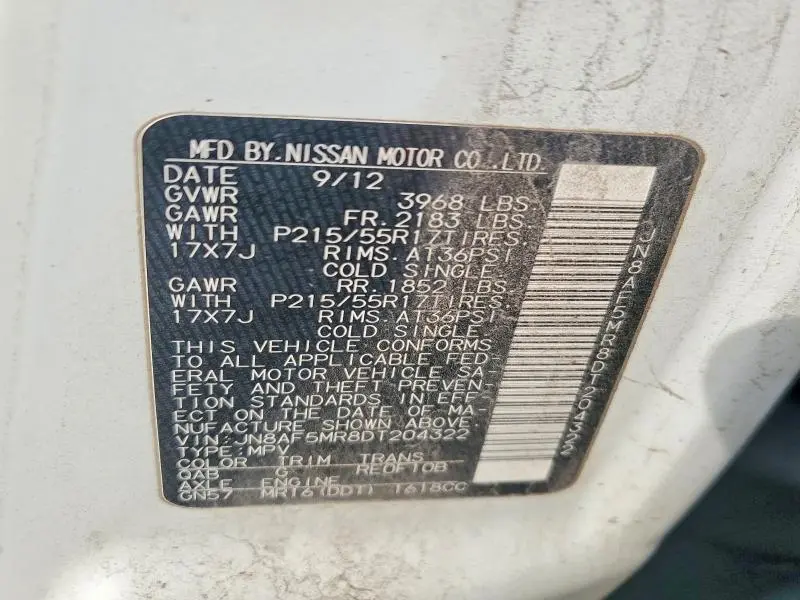 MFD BY.NISSAN MOTOR CO.,LTD.
DATE 9/12
GVWR 3968 LBS.
GAWR FR.2183 LBS.
WITH P215/55R17TIRES.
17X7J RIMS.AT36PSI
COLD SINGLE
GAWR RR.1852 LBS.
WITH P215/55R17TIRES.
17X7J RIMS.AT36PSI
COLD SINGLE
THIS VEHICLE CONFORMS
TO ALL APPLICABLE FED-
ERAL MOTOR VEHICLE SA-
FETY AND THEFT PREVEN-
TION STANDARDS IN EFF-
ECT ON THE DATE OF MA-
NUFACTURE SHOWN ABOVE.
VIN:JN8AF5MR8DT204322
TYPE:MPV
COLOR TRIM TRANS
QAB G RE0F10B
AXLE ENGINE
GN57 MR16(DDT) 1618CC
JN8AF5MR8DT204322